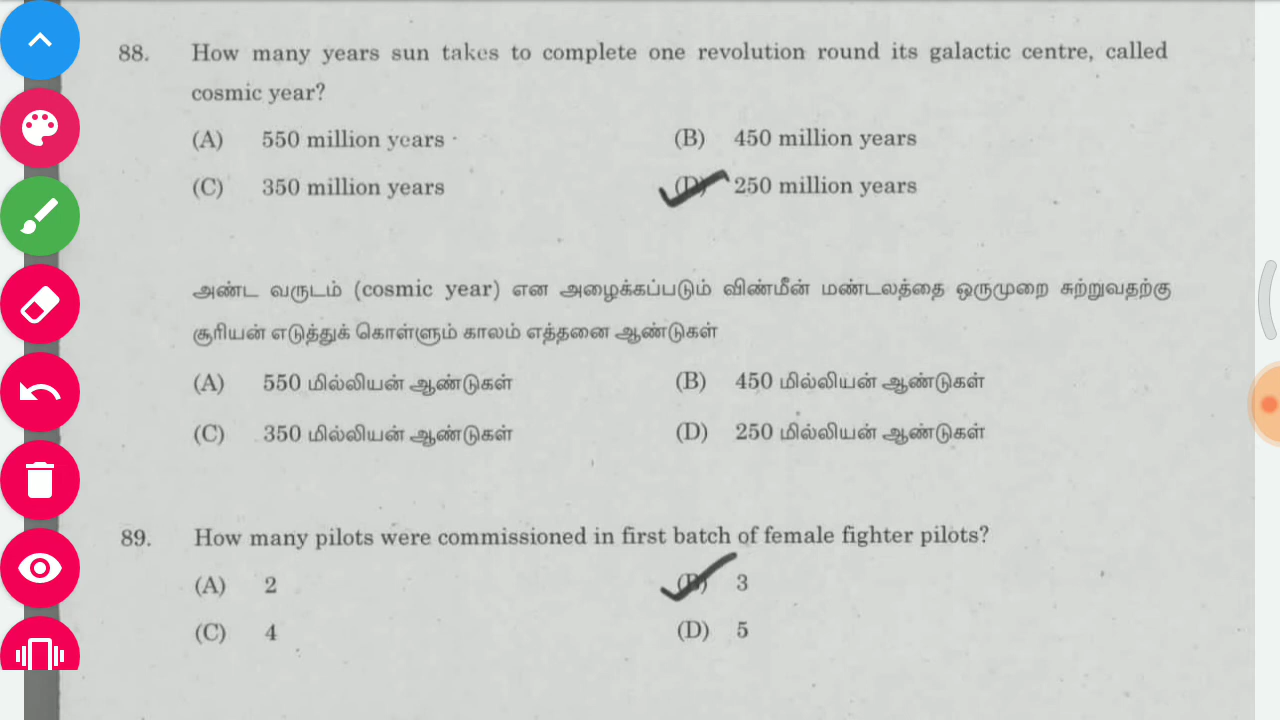 88. How many years sun takes to complete one revolution round its galactic centre, called
cosmic year?
(A) 550 million years (B) 450 million years
(C) 350 million years (D) 250 million years
அண்ட வருடம் (cosmic year) என அழைக்கப்படும் விண்மீன் மண்டலத்தை ஒருமுறை சுற்றுவதற்கு
சூரியன் எடுத்துக் கொள்ளும் காலம் எத்தனை ஆண்டுகள்
(A) 550 மில்லியன் ஆண்டுகள் (B) 450 மில்லியன் ஆண்டுகள்
(C) 350 மில்லியன் ஆண்டுகள் (D) 250 மில்லியன் ஆண்டுகள்
89. How many pilots were commissioned in first batch of female fighter pilots?
(A) 2 (B) 3
(C) 4 (D) 5